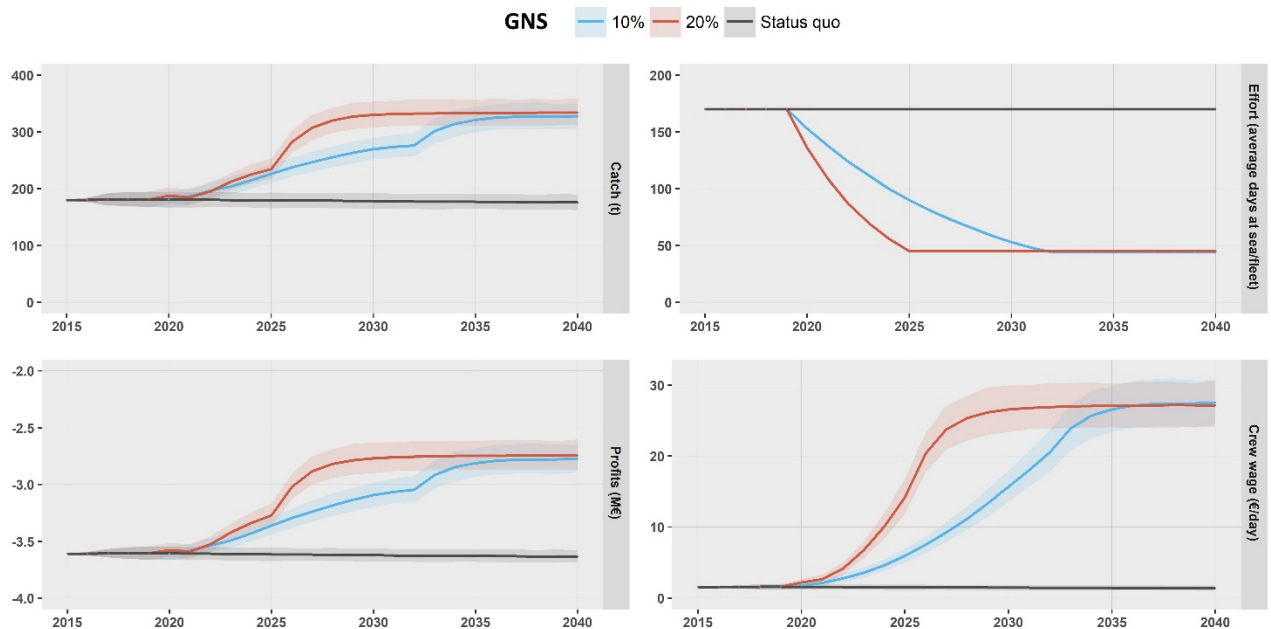 GNS 10% 20% Status quo
400
300
200
100
0
2015 2020 2025 2030 2035 2040
Catch (t)
200
150
100
50
0
2015 2020 2025 2030 2035 2040
Effort (average days at sea/fleet)
-2.0
-2.5
-3.0
-3.5
-4.0
2015 2020 2025 2030 2035 2040
Profits (M€)
30
20
10
0
2015 2020 2025 2030 2035 2040
Crew wage (€/day)